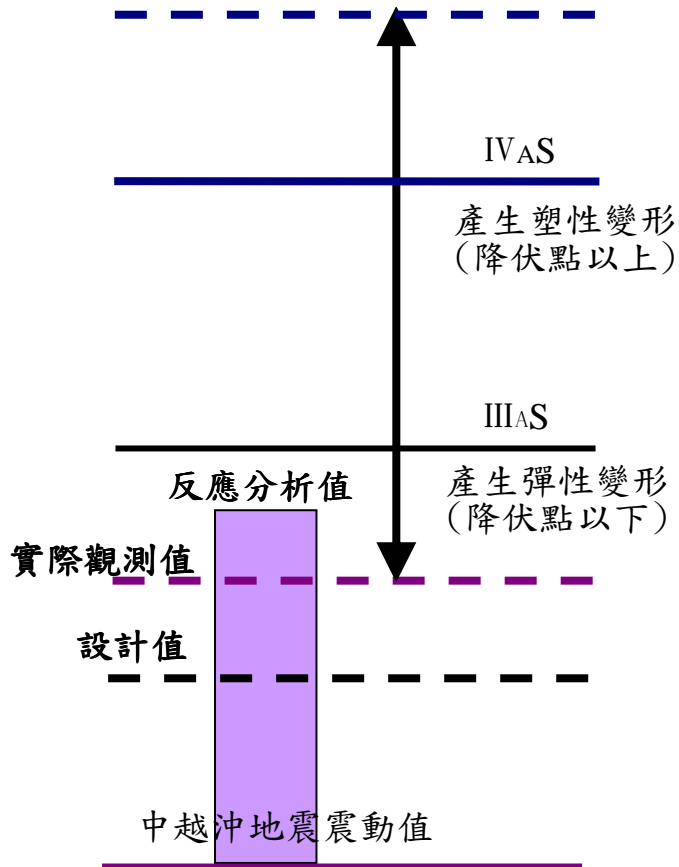 IVAS
產生塑性變形
(降伏點以上)
IIIAS
反應分析值
產生彈性變形
(降伏點以下)
實際觀測值
設計值
中越沖地震震動值